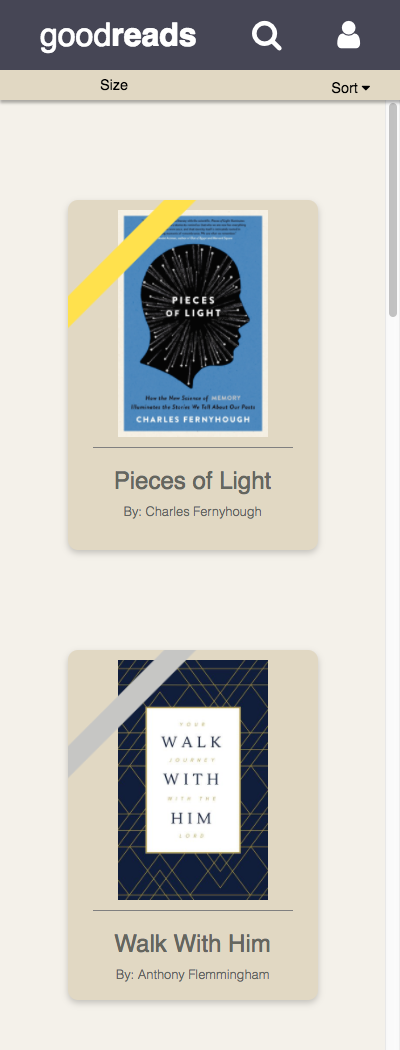 goodreads
Size
Sort
PIECES
OF LIGHT
How the New Science of MEMORY
Illuminates the Stories We Tell About Our Pasts
CHARLES FERNYHOUGH
Pieces of Light
By: Charles Fernyhough
YOUR
WALK
JOURNEY
WITH
WITH THE
HIM
LORD
Walk With Him
By: Anthony Flemmingham